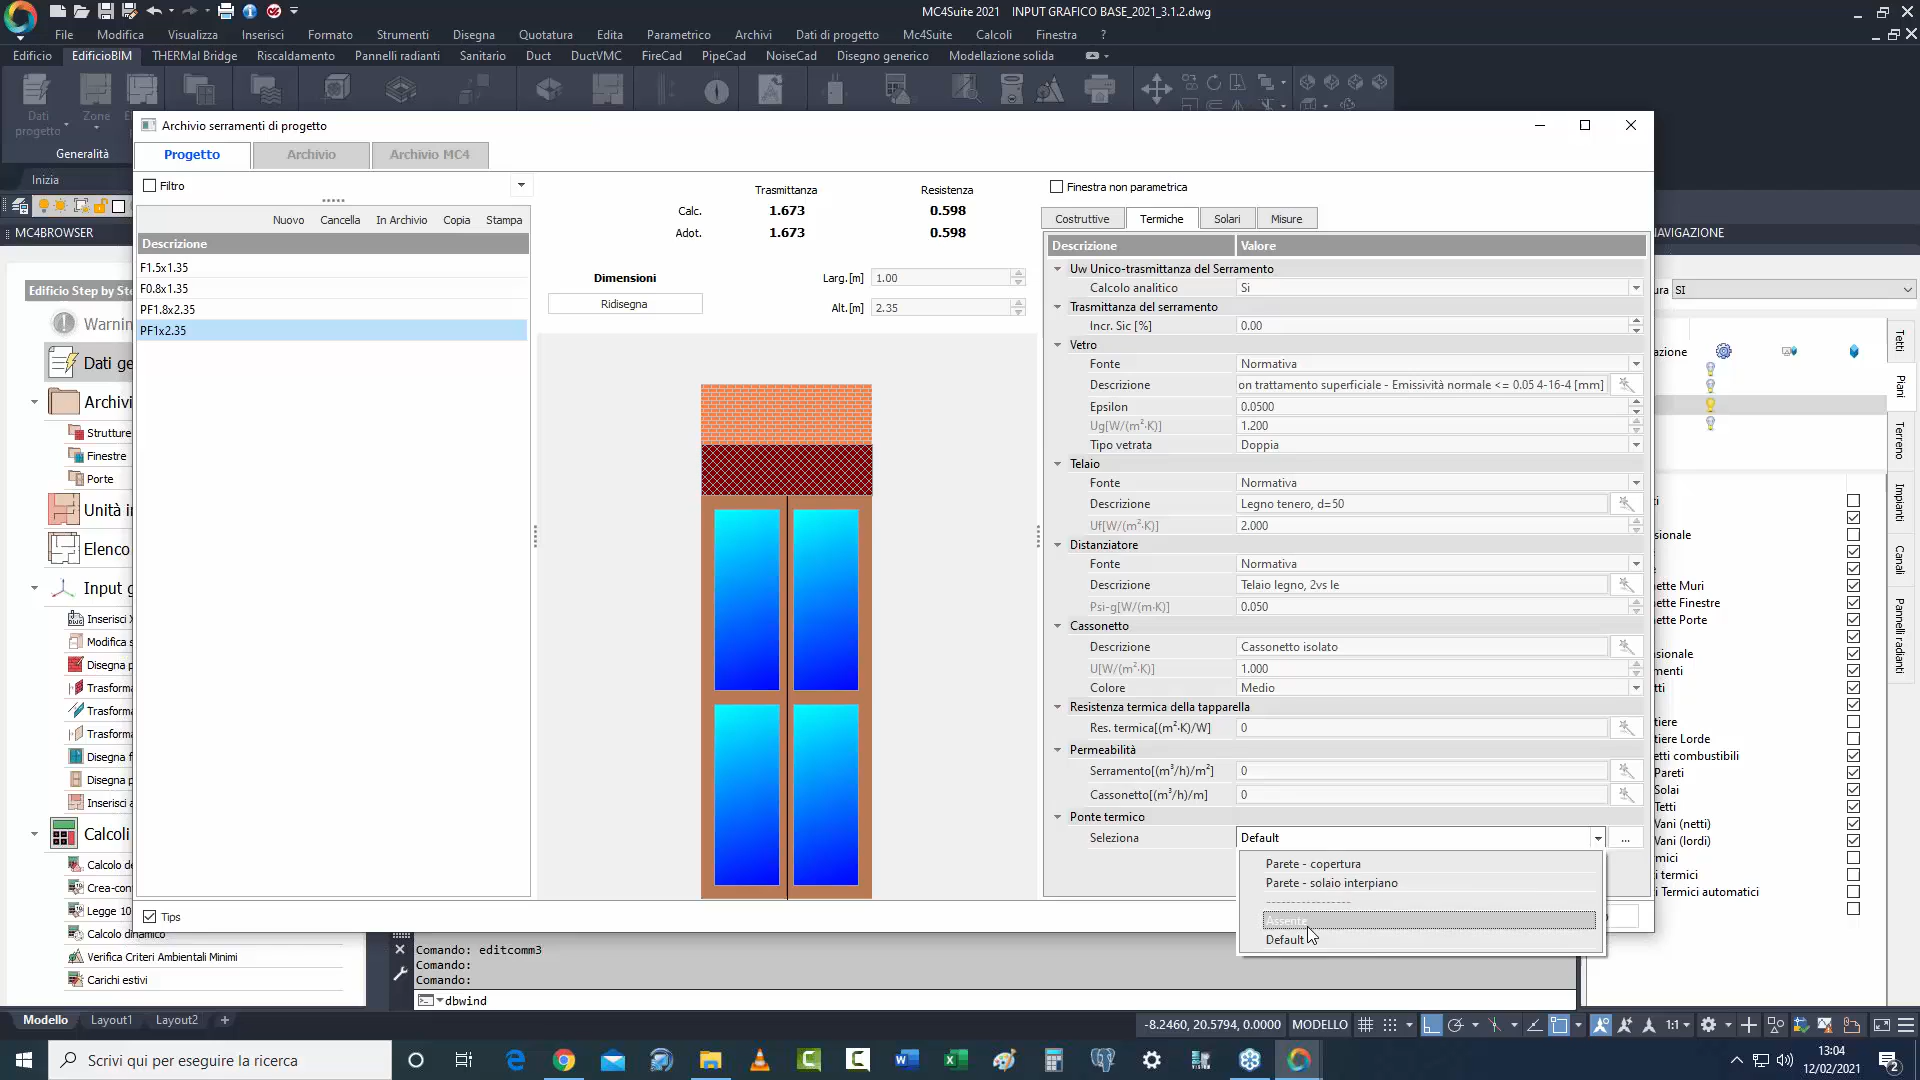 MC4Suite 2021 INPUT GRAFICO BASE_2021_3.1.2.dwg
File Modifica Visualizza Inserisci Formato Strumenti Disegna Quotatura Edita Parametrico Archivi Dati di progetto Mc4Suite Calcoli Finestra ?
Edificio EdificioBIM THERMal Bridge Riscaldamento Pannelli radianti Sanitario Duct DuctVMC FireCad PipeCad NoiseCad Disegno generico Modellazione solida
Dati progetto
Zone
Generalità
Inizia
MC4BROWSER
Edificio Step by St
Warnin
Dati ge
Archivi
Strutture
Finestre
Porte
Unità i
Elenco
Input g
Inserisci
Modifica s
Disegna p
Trasforma
Trasforma
Trasforma
Disegna f
Disegna p
Inserisci a
Calcoli
Calcolo de
Crea-con
Legge 10
Calcolo dinamico
Verifica Criteri Ambientali Minimi
Carichi estivi
Archivio serramenti di progetto
Progetto Archivio Archivio MC4
Filtro
Nuovo Cancella In Archivio Copia Stampa
Descrizione
F1.5x1.35
F0.8x1.35
PF1.8x2.35
PF1x2.35
Tips
Trasmittanza Resistenza
Calc. 1.673 0.598
Adot. 1.673 0.598
Dimensioni Larg.[m] 1.00
Ridisegna Alt.[m] 2.35
Finestra non parametrica
Costruttive Termiche Solari Misure
Descrizione Valore
Uw Unico-trasmittanza del Serramento
Calcolo analitico Si
Trasmittanza del serramento
Incr. Sic [%] 0.00
Vetro
Fonte Normativa
Descrizione on trattamento superficiale - Emissività normale <= 0.05 4-16-4 [mm]
Epsilon 0.0500
Ug[W/(m²·K)] 1.200
Tipo vetrata Doppia
Telaio
Fonte Normativa
Descrizione Legno tenero, d=50
Uf[W/(m²·K)] 2.000
Distanziatore
Fonte Normativa
Descrizione Telaio legno, 2vs le
Psi-g[W/(m·K)] 0.050
Cassonetto
Descrizione Cassonetto isolato
U[W/(m²·K)] 1.000
Colore Medio
Resistenza termica della tapparella
Res. termica[(m²·K)/W] 0
Permeabilità
Serramento[(m³/h)/m²] 0
Cassonetto[(m³/h)/m] 0
Ponte termico
Seleziona Default ...
Parete - copertura
Parete - solaio interpiano
-----------------
Assente
Default
NAVIGAZIONE
ura SI
zione
Tetti
Piani
Terreno
Impianti
Canali
Pannelli radianti
sionale
nette Muri
nette Finestre
nette Porte
sionale
menti
tti
tiere
tiere Lorde
etti combustibili
Pareti
Solai
Tetti
Vani (netti)
Vani (lordi)
mici
i termici
i Termici automatici
Comando: editcomm3
Comando:
Comando:
dbwind
Modello Layout1 Layout2 +
-8.2460, 20.5794, 0.0000 MODELLO 1:1
Scrivi qui per eseguire la ricerca
13:04
12/02/2021
2